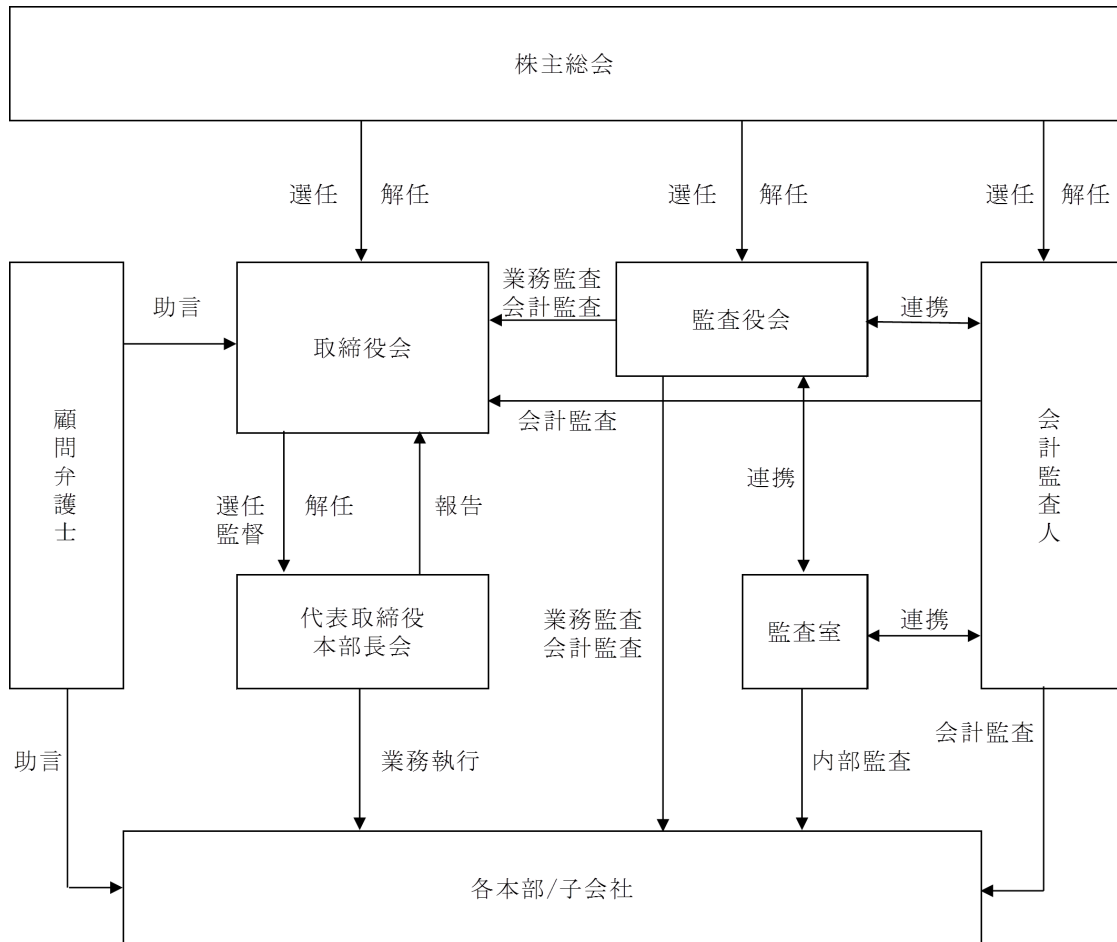 株主総会
選任
解任
選任
解任
選任
解任
顧問弁護士
助言
取締役会
業務監査
会計監査
監査役会
連携
会計監査人
会計監査
選任
監督
解任
報告
連携
代表取締役
本部長会
業務監査
会計監査
監査室
連携
助言
業務執行
内部監査
会計監査
各本部/子会社